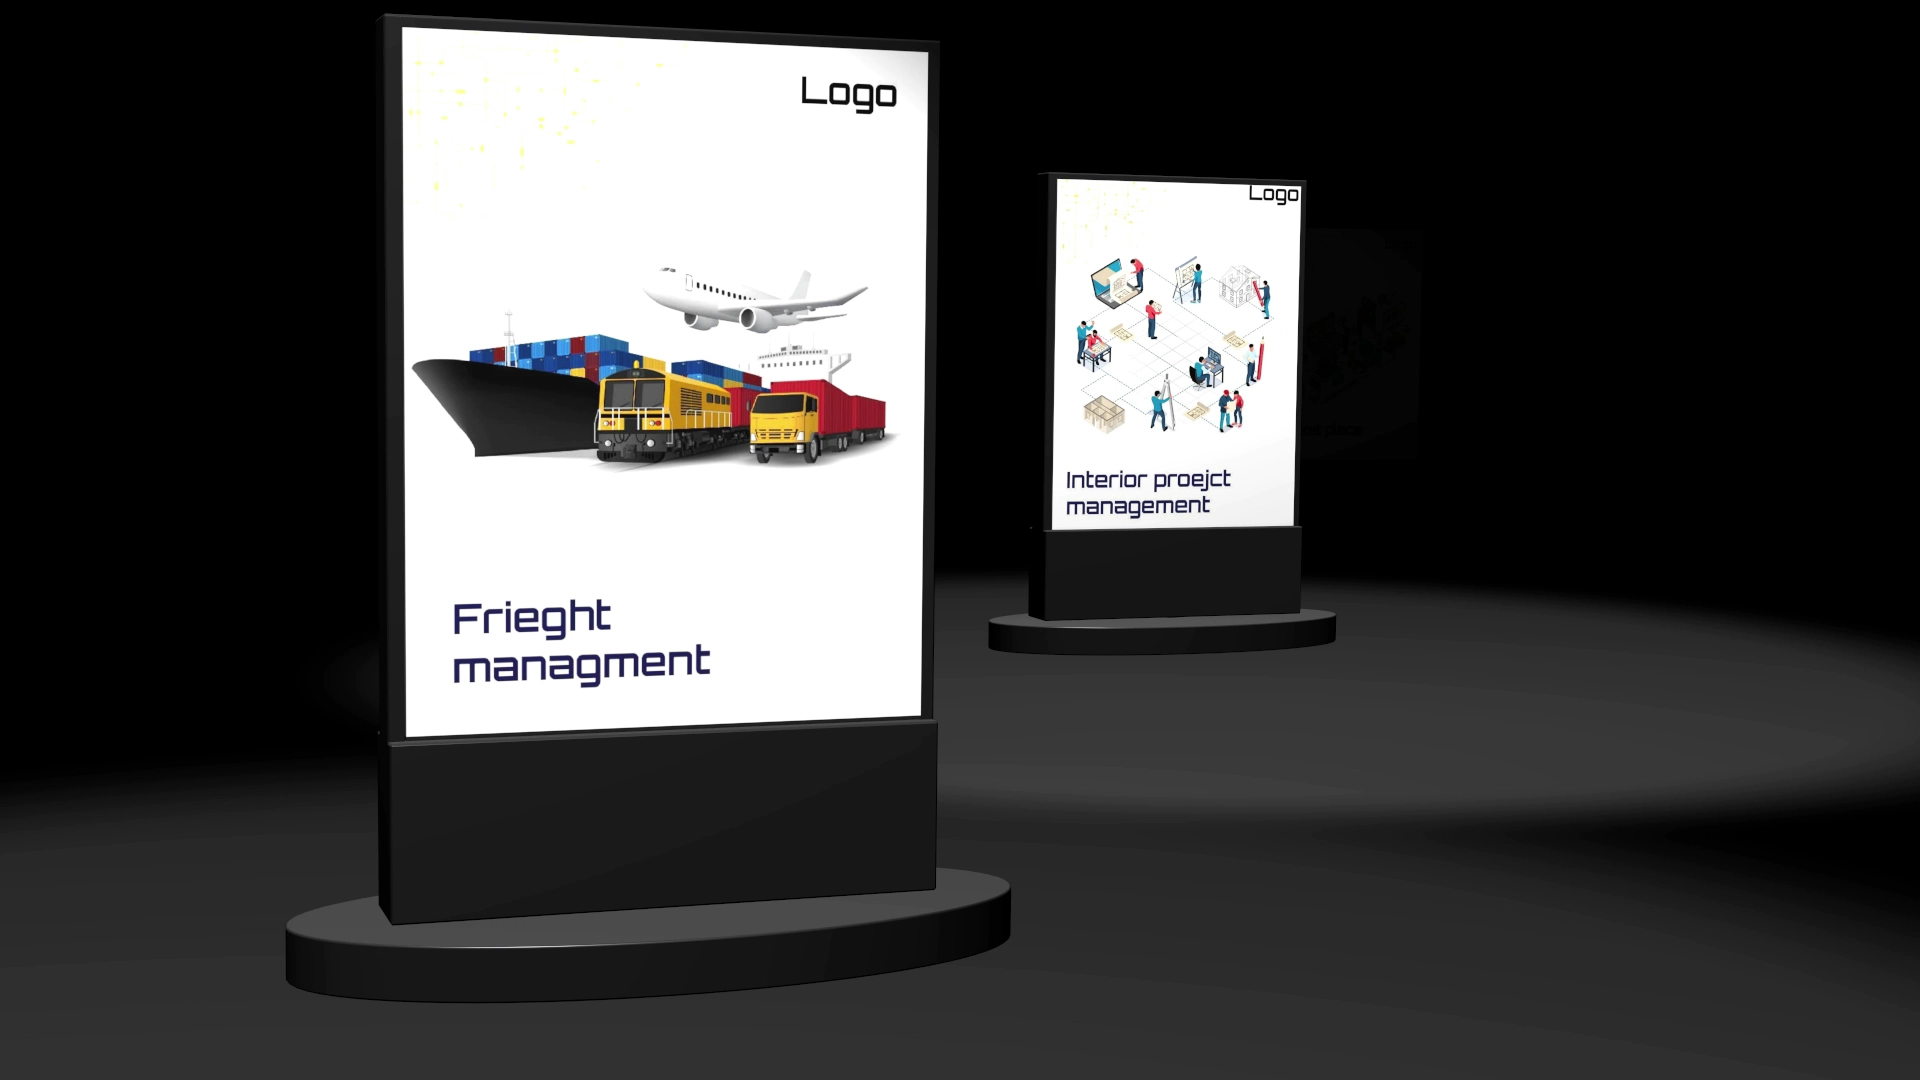 Logo
Frieght
managment
Logo
Interior proejct
management